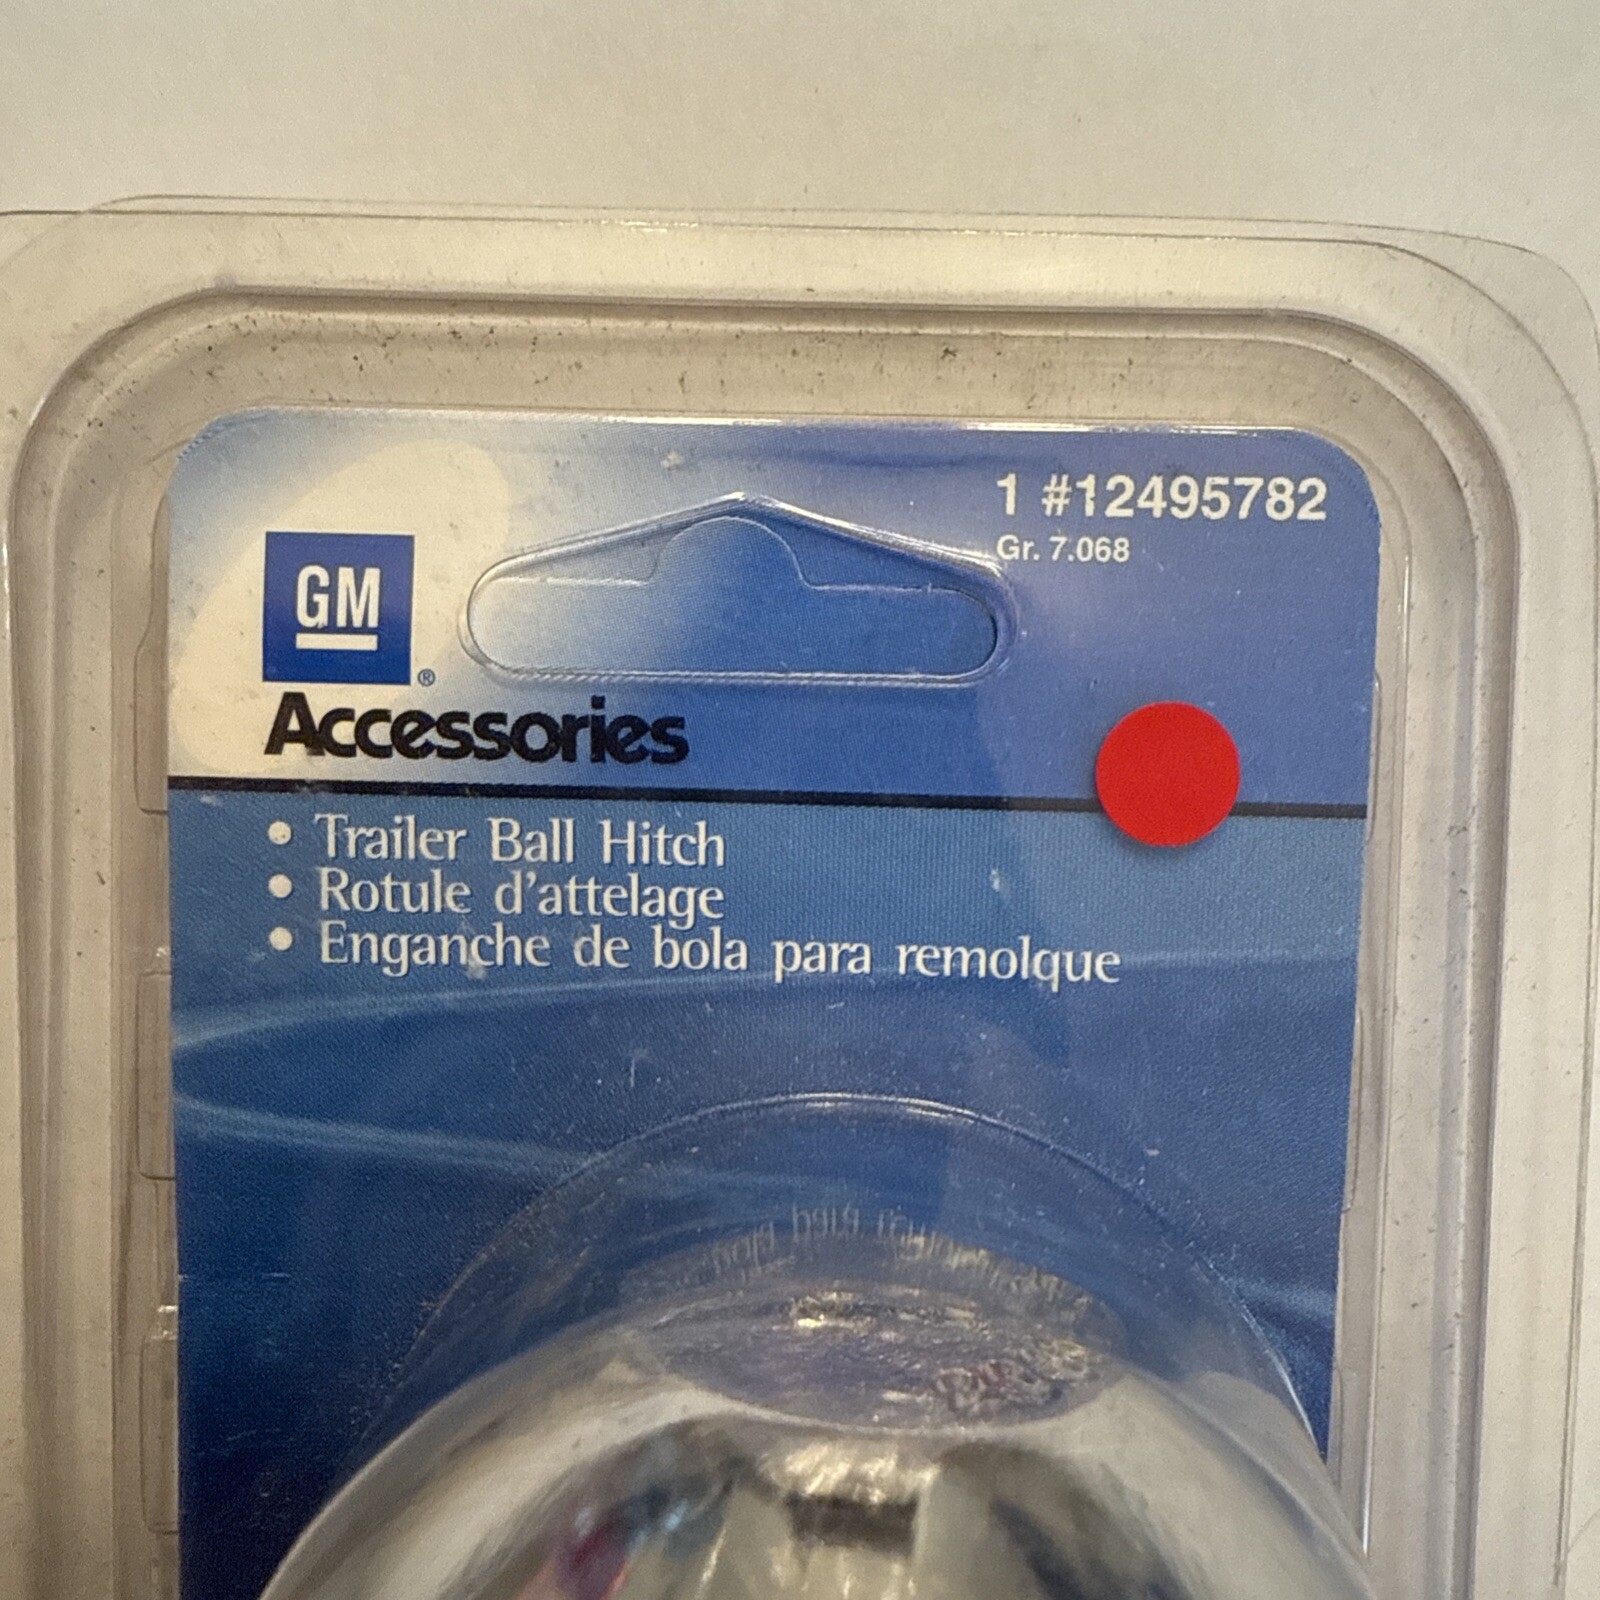 1 #12495782
Gr. 7.068
GM
®
Accessories
• Trailer Ball Hitch
• Rotule d'attelage
• Enganche de bola para remolque